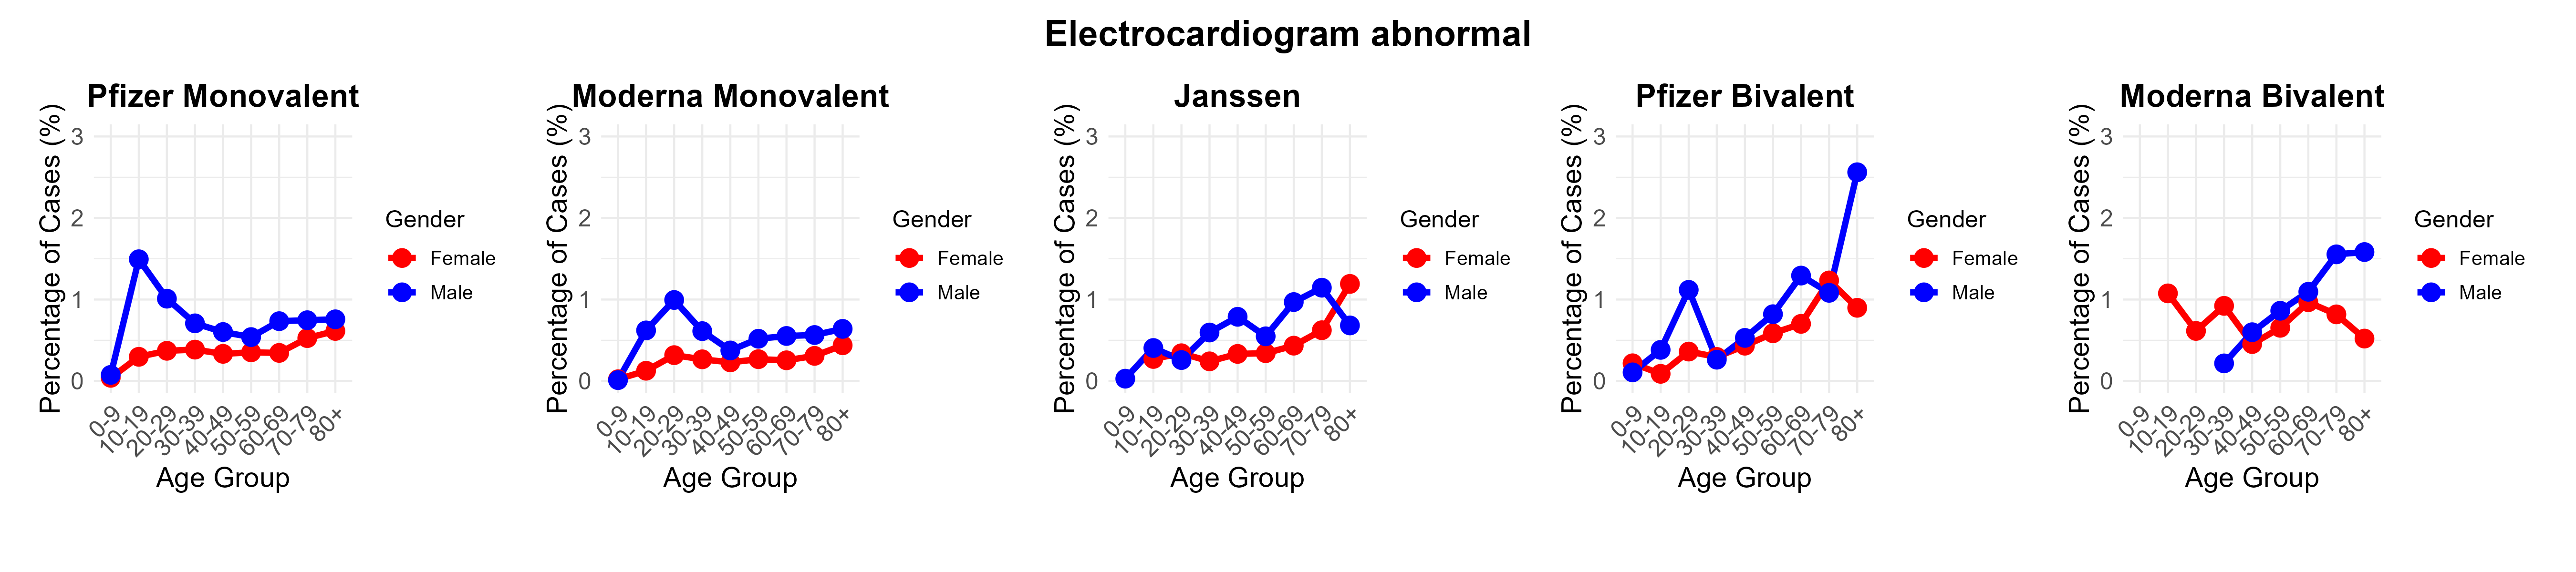 Electrocardiogram abnormal
Pfizer Monovalent
Percentage of Cases (%)
3
2
1
0
0-9
10-19
20-29
30-39
40-49
50-59
60-69
70-79
80+
Age Group
Gender
Female
Male
Moderna Monovalent
Percentage of Cases (%)
3
2
1
0
0-9
10-19
20-29
30-39
40-49
50-59
60-69
70-79
80+
Age Group
Gender
Female
Male
Janssen
Percentage of Cases (%)
3
2
1
0
0-9
10-19
20-29
30-39
40-49
50-59
60-69
70-79
80+
Age Group
Gender
Female
Male
Pfizer Bivalent
Percentage of Cases (%)
3
2
1
0
0-9
10-19
20-29
30-39
40-49
50-59
60-69
70-79
80+
Age Group
Gender
Female
Male
Moderna Bivalent
Percentage of Cases (%)
3
2
1
0
0-9
10-19
20-29
30-39
40-49
50-59
60-69
70-79
80+
Age Group
Gender
Female
Male